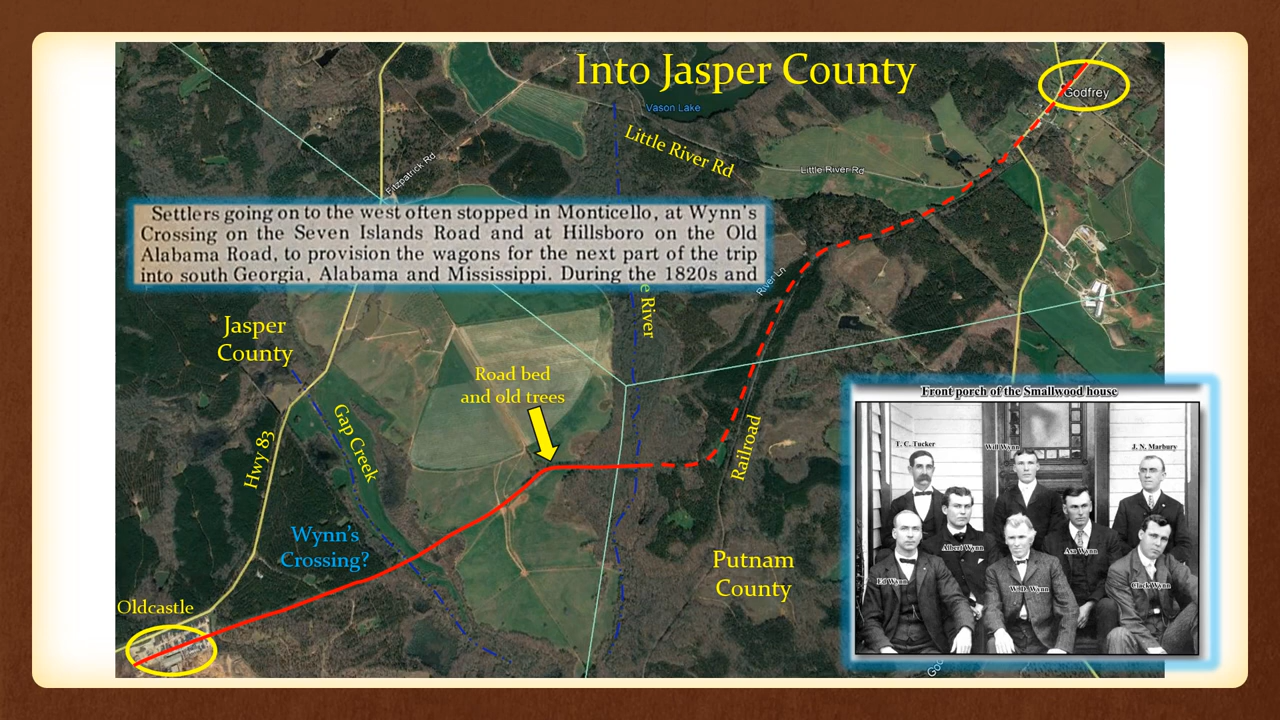 Into Jasper County
Godfrey
Vason Lake
Little River Rd
Little River Rd
Fitzpatrick Rd
Settlers going on to the west often stopped in Monticello, at Wynn's
Crossing on the Seven Islands Road and at Hillsboro on the Old
Alabama Road, to provision the wagons for the next part of the trip
into south Georgia, Alabama and Mississippi. During the 1820s and
River Ln
e River
Jasper
County
Road bed
and old trees
Gap Creek
Hwy 83
Railroad
Wynn's
Crossing?
Putnam
County
Oldcastle
Front porch of the Smallwood house
T. C. Tucker
Will Wynn
J. N. Marbury
Albert Wynn
Asa Wynn
Ed Wynn
Clack Wynn